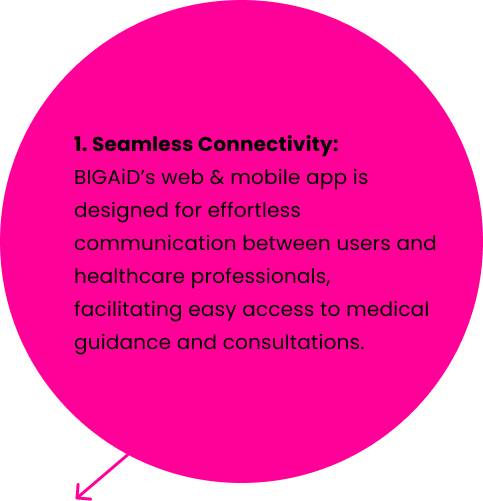 1. Seamless Connectivity:
BIGAiD’s web & mobile app is
designed for effortless
communication between users and
healthcare professionals,
facilitating easy access to medical
guidance and consultations.